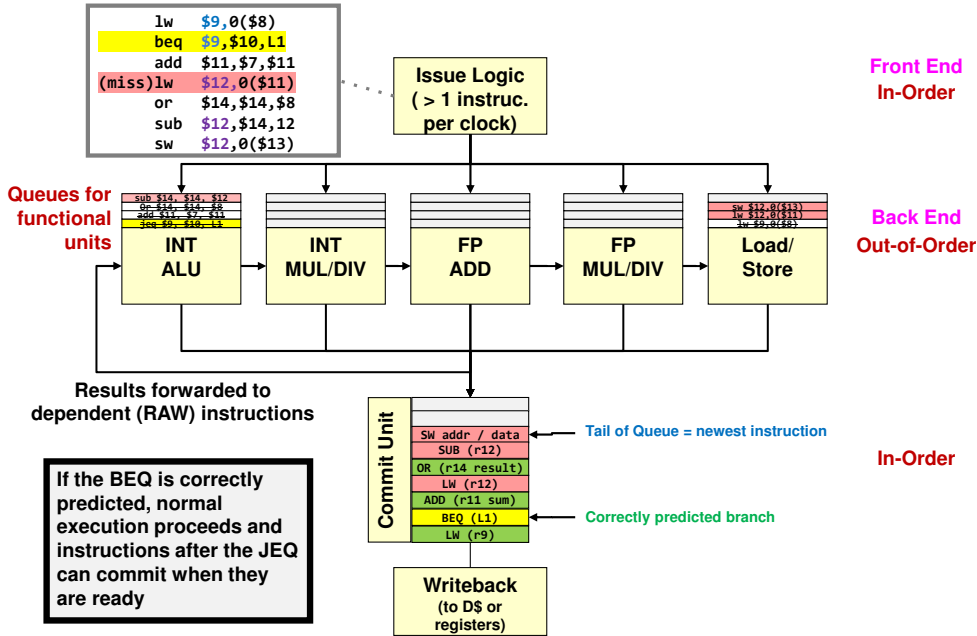 lw $9,0($8)
beq $9,$10,L1
add $11,$7,$11
(miss)lw $12,0($11)
or $14,$14,$8
sub $12,$14,12
sw $12,0($13)
Issue Logic
( > 1 instruc.
per clock)
Front End
In-Order
Queues for
functional
units
sub $14, $14, $12
Or $14, $14, $8
add $11, $7, $11
jeq $9, $10, L1
INT
ALU
INT
MUL/DIV
FP
ADD
FP
MUL/DIV
sw $12,0($13)
lw $12,0($11)
lw $9,0($8)
Load/
Store
Back End
Out-of-Order
Results forwarded to
dependent (RAW) instructions
Commit Unit
SW addr / data
SUB (r12)
OR (r14 result)
LW (r12)
ADD (r11 sum)
BEQ (L1)
LW (r9)
Tail of Queue = newest instruction
In-Order
Correctly predicted branch
If the BEQ is correctly
predicted, normal
execution proceeds and
instructions after the JEQ
can commit when they
are ready
Writeback
(to D$ or
registers)